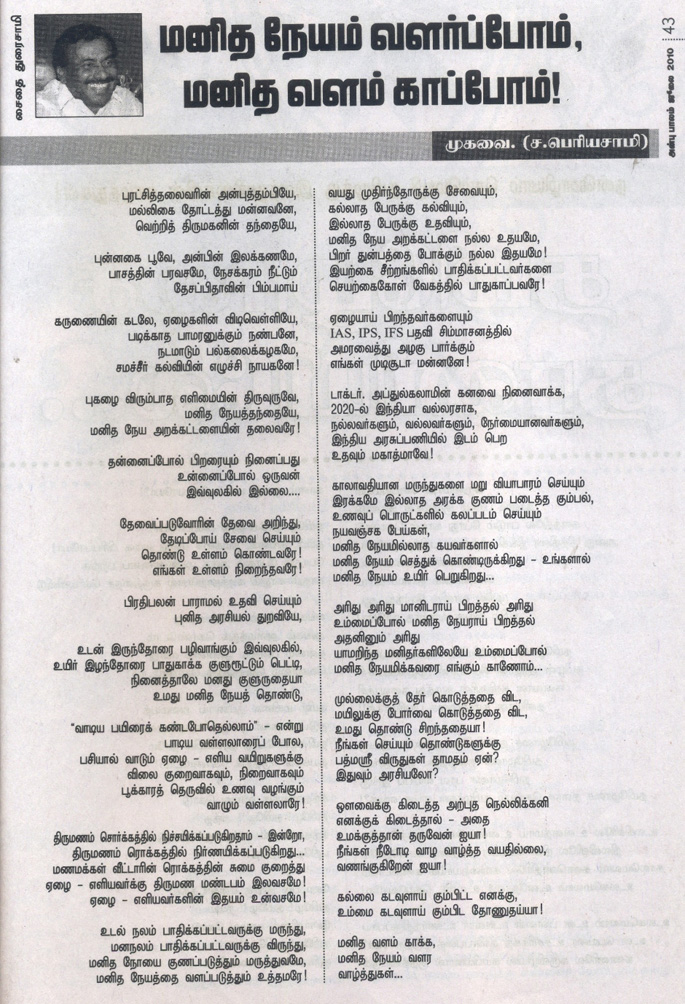 சைதை துரைசாமி
மனித நேயம் வளர்ப்போம்,
மனித வளம் காப்போம்!
முகவை. (ச.பெரியசாமி)
அன்பு பாலம் ஜூலை 2010 43
புரட்சித்தலைவரின் அன்புத்தம்பியே,
மல்லிகை தோட்டத்து மன்னவனே,
வெற்றித் திருமகனின் தந்தையே,
புன்னகை பூவே, அன்பின் இலக்கணமே,
பாசத்தின் பரவசமே, நேசக்கரம் நீட்டும்
தேசப்பிதாவின் பிம்பமாய்
கருணையின் கடலே, ஏழைகளின் விடிவெள்ளியே,
படிக்காத பாமரனுக்கும் நண்பனே,
நடமாடும் பல்கலைக்கழகமே,
சமச்சீர் கல்வியின் எழுச்சி நாயகனே!
புகழை விரும்பாத எளிமையின் திருவுருவே,
மனித நேயத்தந்தையே,
மனித நேய அறக்கட்டளையின் தலைவரே!
தன்னைப்போல் பிறரையும் நினைப்பது
உன்னைப்போல் ஒருவன்
இவ்வுலகில் இல்லை....
தேவைப்படுவோரின் தேவை அறிந்து,
தேடிப்போய் சேவை செய்யும்
தொண்டு உள்ளம் கொண்டவரே!
எங்கள் உள்ளம் நிறைந்தவரே!
பிரதிபலன் பாராமல் உதவி செய்யும்
புனித அரசியல் துறவியே,
உடன் இருந்தோரை பழிவாங்கும் இவ்வுலகில்,
உயிர் இழந்தோரை பாதுகாக்க குளுரூட்டும் பெட்டி,
நினைத்தாலே மனது குளுருதையா
உமது மனித நேயத் தொண்டு,
"வாடிய பயிரைக் கண்டபோதெல்லாம்" - என்று
பாடிய வள்ளலாரைப் போல,
பசியால் வாடும் ஏழை - எளிய வயிறுகளுக்கு
விலை குறைவாகவும், நிறைவாகவும்
பூக்காரத் தெருவில் உணவு வழங்கும்
வாழும் வள்ளலாரே!
திருமணம் சொர்க்கத்தில் நிச்சயிக்கப்படுகிறதாம் - இன்றோ,
திருமணம் ரொக்கத்தில் நிர்ணயிக்கப்படுகிறது...
மணமக்கள் வீட்டாரின் ரொக்கத்தின் சுமை குறைத்து
ஏழை - எளியவர்க்கு திருமண மண்டபம் இலவசமே!
ஏழை - எளியவர்களின் இதயம் உன்வசமே!
உடல் நலம் பாதிக்கப்பட்டவருக்கு மருந்து,
மனநலம் பாதிக்கப்பட்டவருக்கு விருந்து,
மனித நோயை குணப்படுத்தும் மருத்துவமே,
மனித நேயத்தை வளப்படுத்தும் உத்தமரே!
வயது முதிர்ந்தோருக்கு சேவையும்,
கல்லாத பேருக்கு கல்வியும்,
இல்லாத பேருக்கு உதவியும்,
மனித நேய அறக்கட்டளை நல்ல உதயமே,
பிறர் துன்பத்தை போக்கும் நல்ல இதயமே!
இயற்கை சீற்றங்களில் பாதிக்கப்பட்டவர்களை
செயற்கைகோள் வேகத்தில் பாதுகாப்பவரே!
ஏழையாய் பிறந்தவர்களையும்
IAS, IPS, IFS பதவி சிம்மாசனத்தில்
அமரவைத்து அழகு பார்க்கும்
எங்கள் முடிசூடா மன்னனே!
டாக்டர். அப்துல்கலாமின் கனவை நினைவாக்க,
2020-ல் இந்தியா வல்லரசாக,
நல்லவர்களும், வல்லவர்களும், நேர்மையானவர்களும்,
இந்திய அரசுப்பணியில் இடம் பெற
உதவும் மகாத்மாவே!
காலாவதியான மருந்துகளை மறு வியாபாரம் செய்யும்
இரக்கமே இல்லாத அரக்க குணம் படைத்த கும்பல்,
உணவுப் பொருட்களில் கலப்படம் செய்யும்
நயவஞ்சக பேய்கள்,
மனித நேயமில்லாத கயவர்களால்
மனித நேயம் செத்துக் கொண்டிருக்கிறது - உங்களால்
மனித நேயம் உயிர் பெறுகிறது...
அரிது அரிது மானிடராய் பிறத்தல் அரிது
உம்மைப்போல் மனித நேயராய் பிறத்தல்
அதனினும் அரிது
யாமறிந்த மனிதர்களிலேயே உம்மைப்போல்
மனித நேயமிக்கவரை எங்கும் காணோம்...
முல்லைக்குத் தேர் கொடுத்ததை விட,
மயிலுக்கு போர்வை கொடுத்ததை விட,
உமது தொண்டு சிறந்ததையா!
நீங்கள் செய்யும் தொண்டுகளுக்கு
பத்மஸ்ரீ விருதுகள் தாமதம் ஏன்?
இதுவும் அரசியலோ?
ஔவைக்கு கிடைத்த அற்புத நெல்லிக்கனி
எனக்குக் கிடைத்தால் - அதை
உமக்குத்தான் தருவேன் ஐயா!
நீங்கள் நீடோடி வாழ வாழ்த்த வயதில்லை,
வணங்குகிறேன் ஐயா!
கல்லை கடவுளாய் கும்பிட்ட எனக்கு,
உம்மை கடவுளாய் கும்பிட தோணுதய்யா!
மனித வளம் காக்க,
மனித நேயம் வளர
வாழ்த்துகள்...